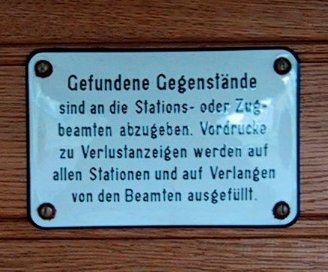 Gefundene Gegenstände
sind an die Stations- oder Zug-
beamten abzugeben. Vordrucke
zu Verlustanzeigen werden auf
allen Stationen und auf Verlangen
von den Beamten ausgefüllt.